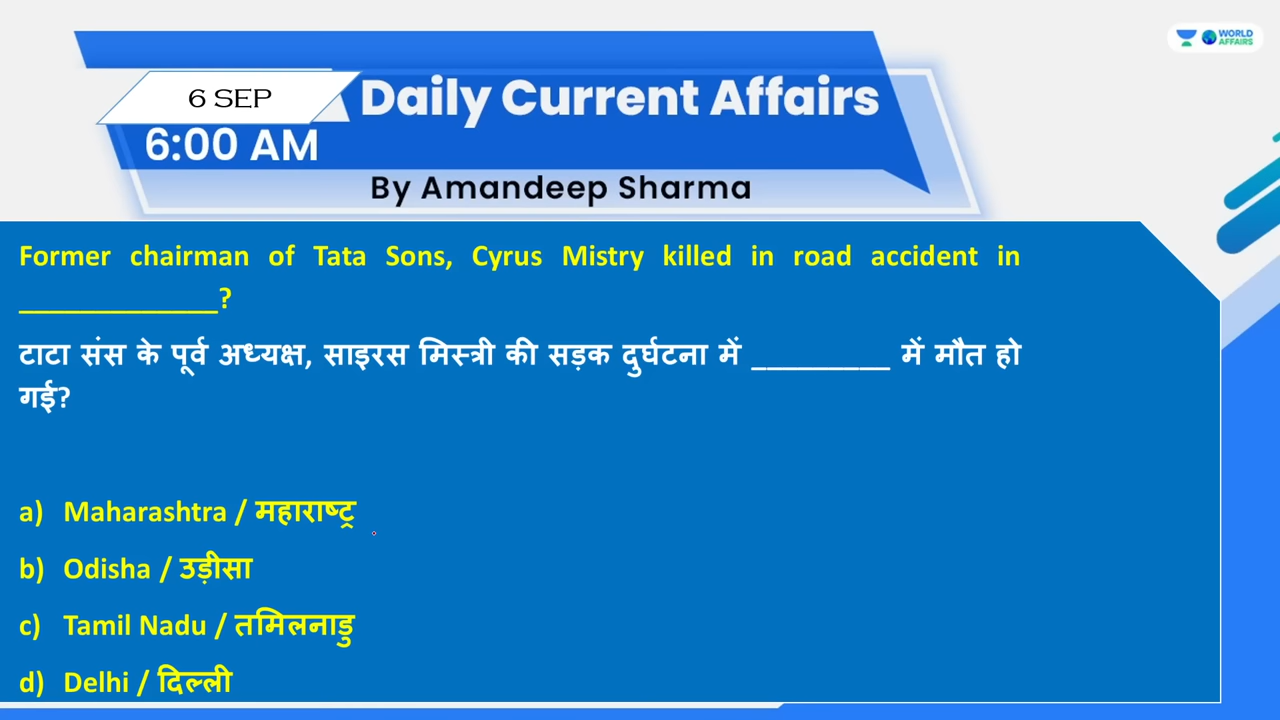 WORLD
AFFAIRS
6 SEP
Daily Current Affairs
6:00 AM
By Amandeep Sharma
Former chairman of Tata Sons, Cyrus Mistry killed in road accident in
______________?
टाटा संस के पूर्व अध्यक्ष, साइरस मिस्त्री की सड़क दुर्घटना में _________ में मौत हो
गई?
a) Maharashtra / महाराष्ट्र
b) Odisha / उड़ीसा
c) Tamil Nadu / तमिलनाडु
d) Delhi / दिल्ली